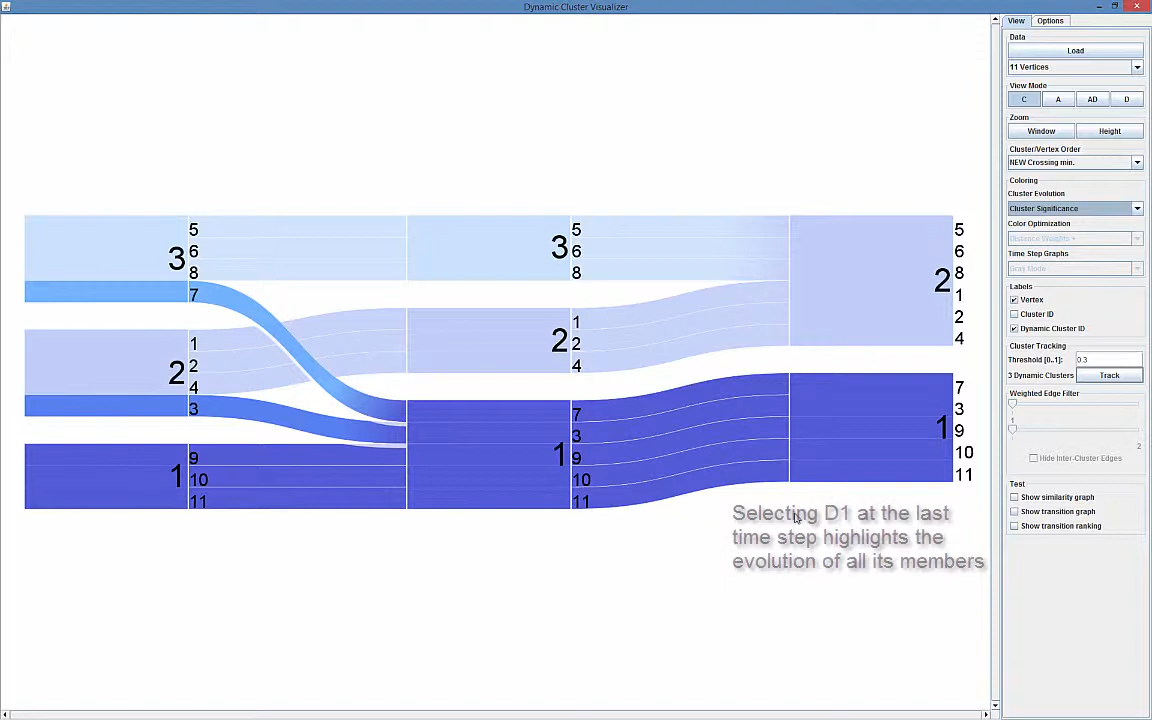 Dynamic Cluster Visualizer
View Options
Data
Load
11 Vertices
View Mode
C A AD D
Zoom
Window Height
Cluster/Vertex Order
NEW Crossing min.
Coloring
Cluster Evolution
Cluster Significance
Color Optimization
Distance Weights +
Time Step Graphs
Gray Mode
Labels
Vertex
Cluster ID
Dynamic Cluster ID
Cluster Tracking
Threshold [0..1]: 0.3
3 Dynamic Clusters Track
Weighted Edge Filter
1
2
Hide Inter-Cluster Edges
Test
Show similarity graph
Show transition graph
Show transition ranking
3
5
6
8
7
2
1
2
4
3
1
9
10
11
3
5
6
8
2
1
2
4
1
7
3
9
10
11
2
5
6
8
1
2
4
1
7
3
9
10
11
Selecting D1 at the last
time step highlights the
evolution of all its members